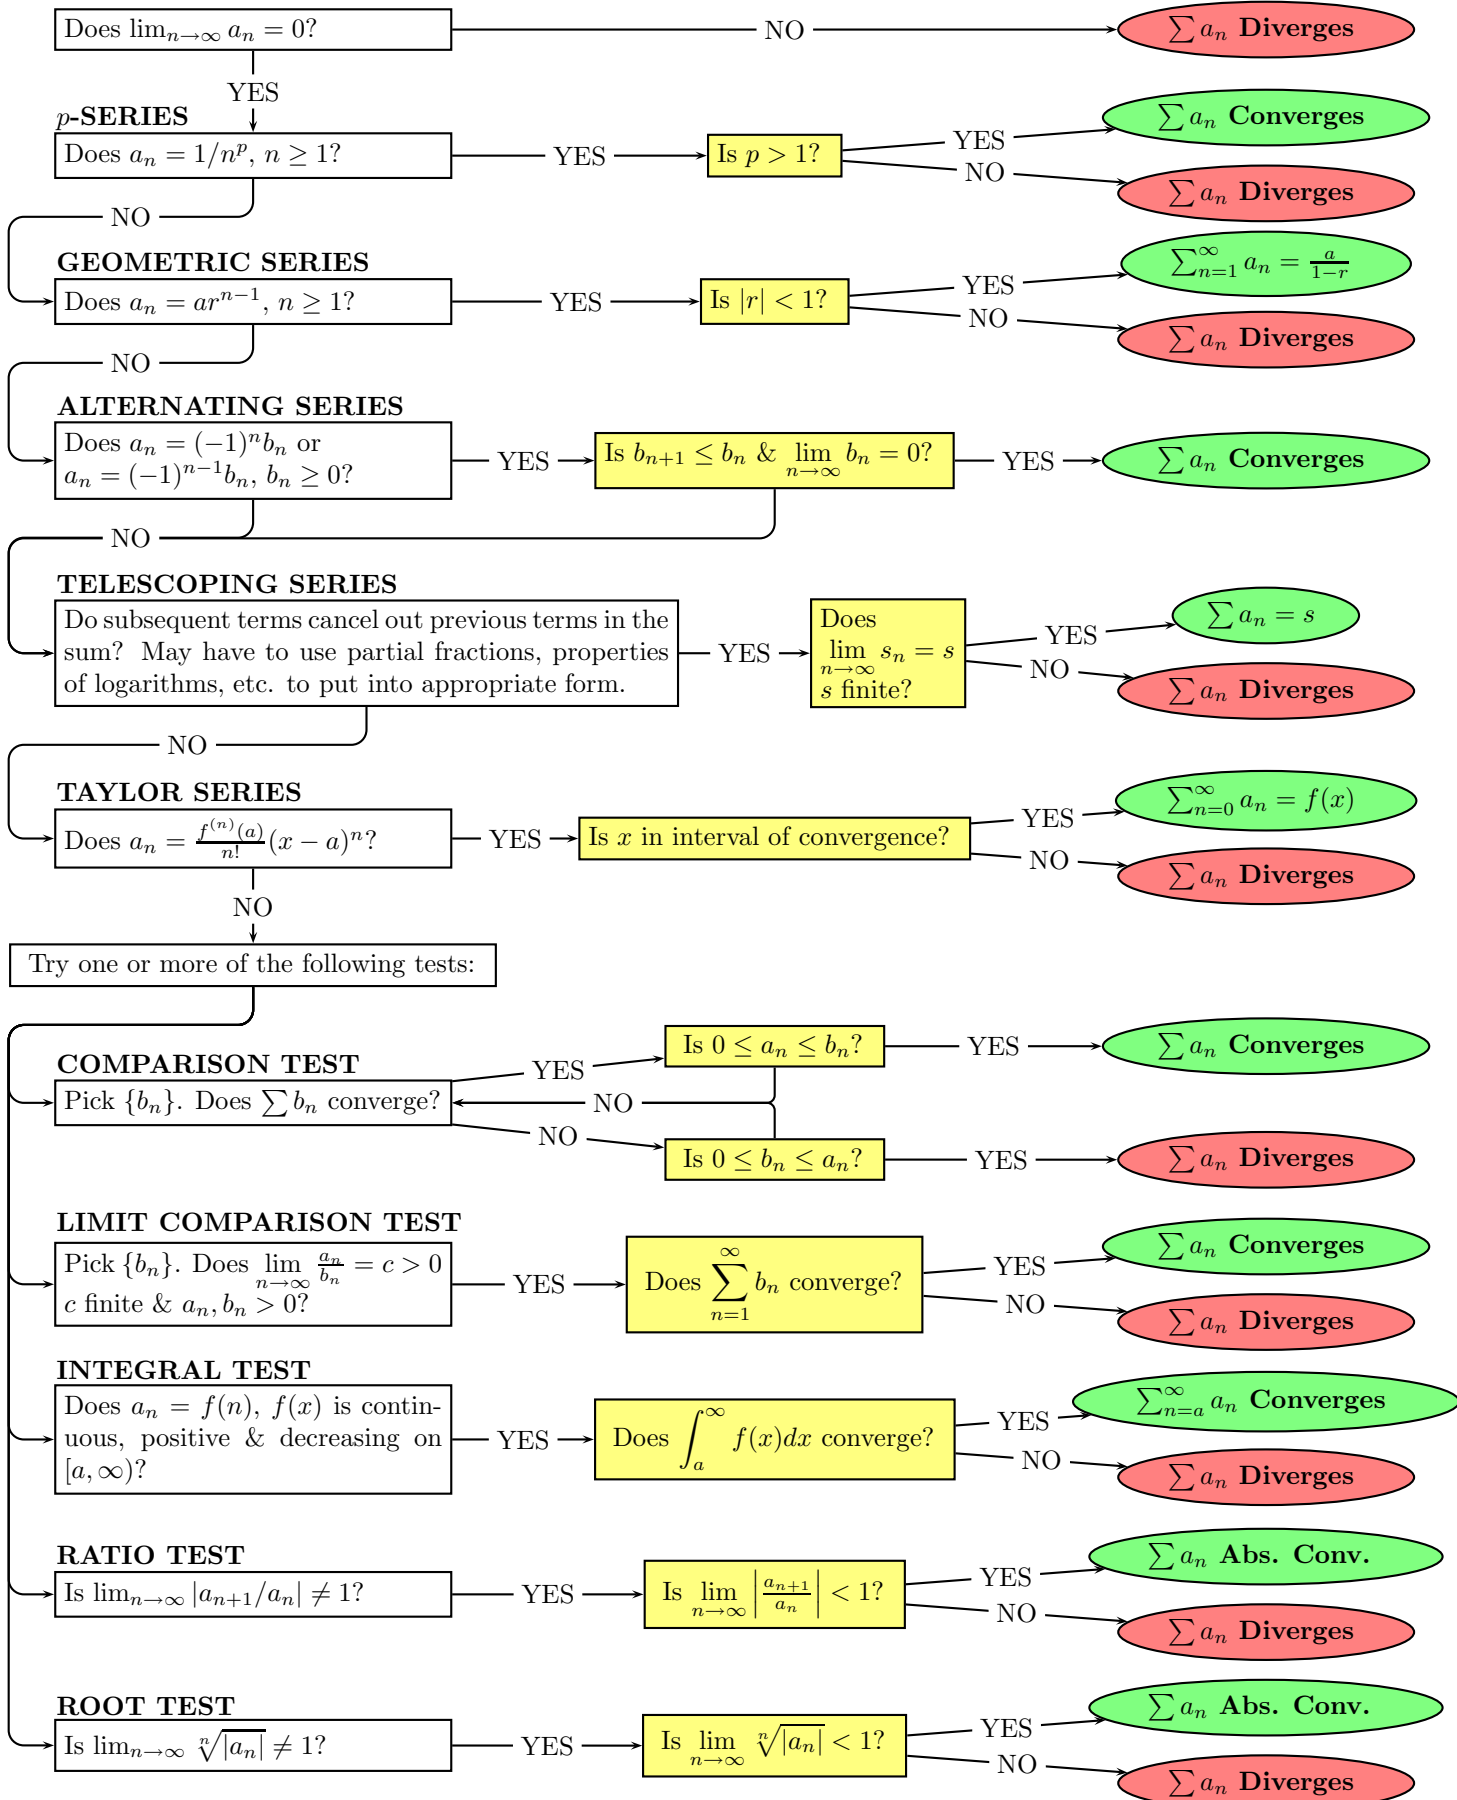 Does lim_{n→∞} a_n = 0?
NO
∑ a_n Diverges
YES
p-SERIES
Does a_n = 1/n^p, n ≥ 1?
YES
Is p > 1?
YES
∑ a_n Converges
NO
∑ a_n Diverges
NO
GEOMETRIC SERIES
Does a_n = ar^{n−1}, n ≥ 1?
YES
Is |r| < 1?
YES
∑_{n=1}^{∞} a_n = a/(1−r)
NO
∑ a_n Diverges
NO
ALTERNATING SERIES
Does a_n = (−1)^n b_n or
a_n = (−1)^{n−1} b_n, b_n ≥ 0?
YES
Is b_{n+1} ≤ b_n & lim_{n→∞} b_n = 0?
YES
∑ a_n Converges
NO
TELESCOPING SERIES
Do subsequent terms cancel out previous terms in the
sum? May have to use partial fractions, properties
of logarithms, etc. to put into appropriate form.
YES
Does
lim_{n→∞} s_n = s
s finite?
YES
∑ a_n = s
NO
∑ a_n Diverges
NO
TAYLOR SERIES
Does a_n = f^{(n)}(a)/n! (x − a)^n?
YES
Is x in interval of convergence?
YES
∑_{n=0}^{∞} a_n = f(x)
NO
∑ a_n Diverges
NO
Try one or more of the following tests:
COMPARISON TEST
Pick {b_n}. Does ∑ b_n converge?
YES
Is 0 ≤ a_n ≤ b_n?
YES
∑ a_n Converges
NO
NO
Is 0 ≤ b_n ≤ a_n?
YES
∑ a_n Diverges
LIMIT COMPARISON TEST
Pick {b_n}. Does lim_{n→∞} a_n/b_n = c > 0
c finite & a_n, b_n > 0?
YES
Does ∑_{n=1}^{∞} b_n converge?
YES
∑ a_n Converges
NO
∑ a_n Diverges
INTEGRAL TEST
Does a_n = f(n), f(x) is contin-
uous, positive & decreasing on
[a, ∞)?
YES
Does ∫_a^∞ f(x)dx converge?
YES
∑_{n=a}^{∞} a_n Converges
NO
∑ a_n Diverges
RATIO TEST
Is lim_{n→∞} |a_{n+1}/a_n| ≠ 1?
YES
Is lim_{n→∞} |a_{n+1}/a_n| < 1?
YES
∑ a_n Abs. Conv.
NO
∑ a_n Diverges
ROOT TEST
Is lim_{n→∞} ⁿ√|a_n| ≠ 1?
YES
Is lim_{n→∞} ⁿ√|a_n| < 1?
YES
∑ a_n Abs. Conv.
NO
∑ a_n Diverges